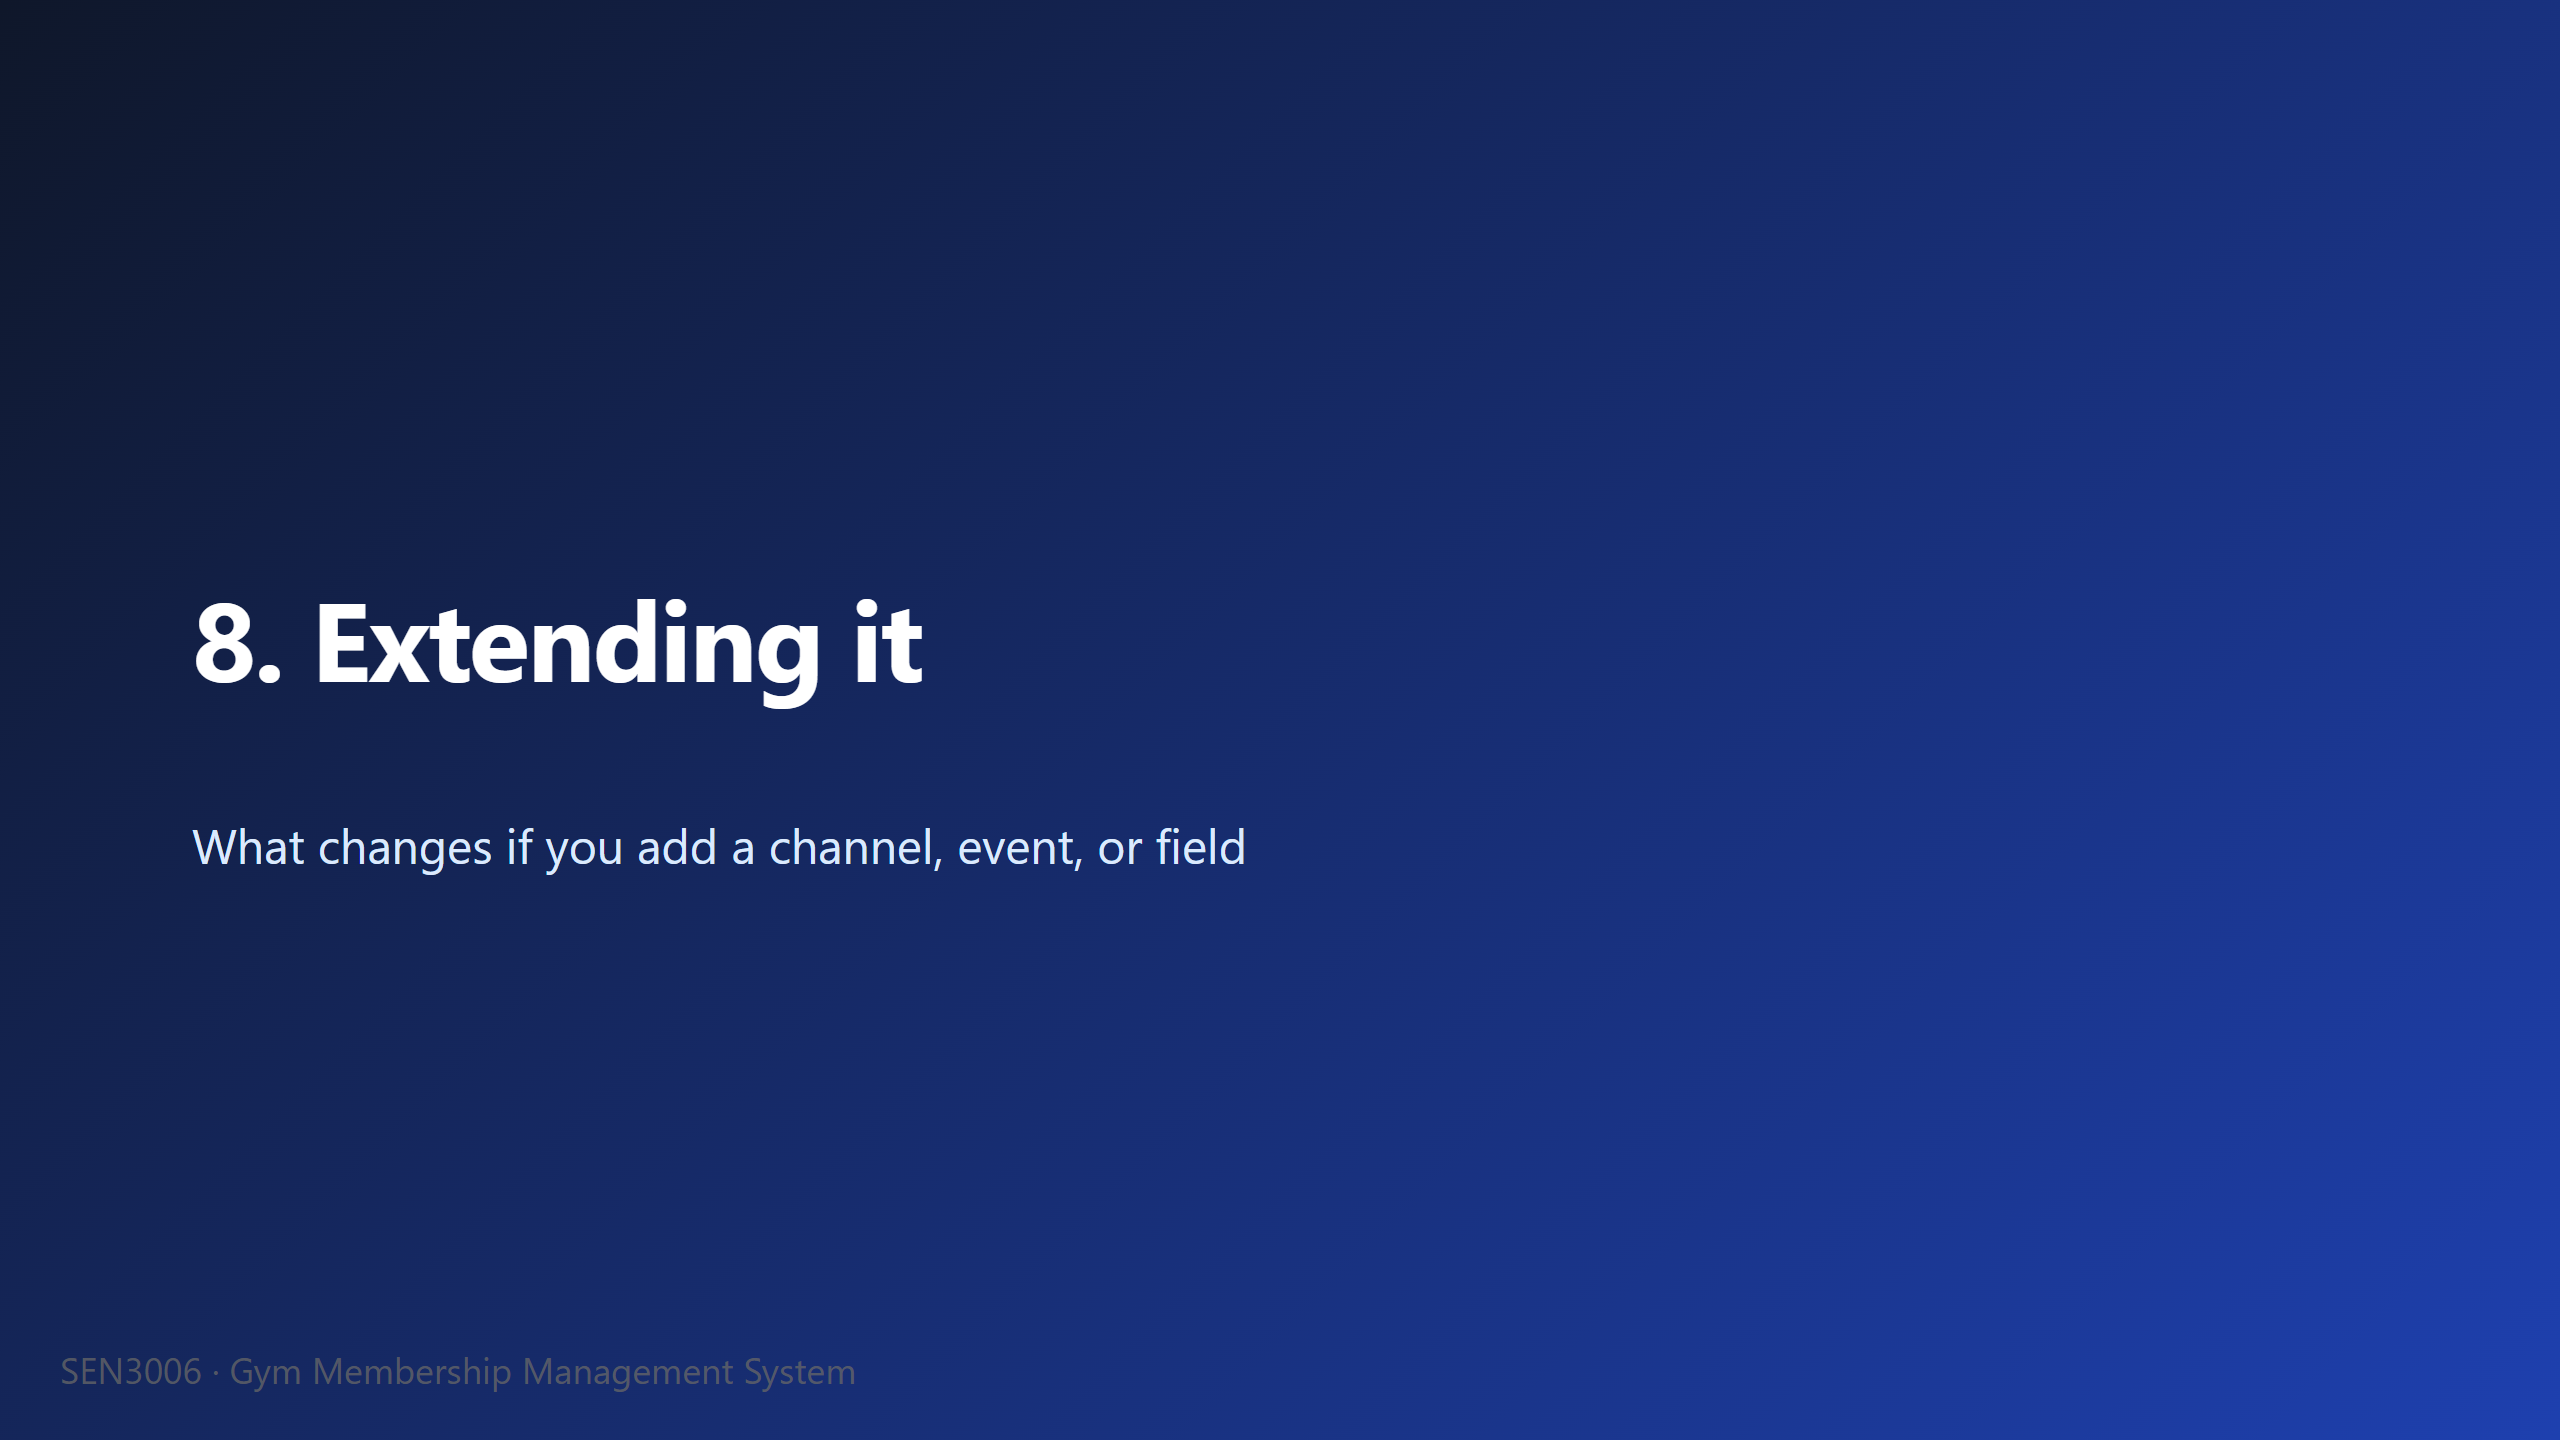 8. Extending it
What changes if you add a channel, event, or field
SEN3006 · Gym Membership Management System